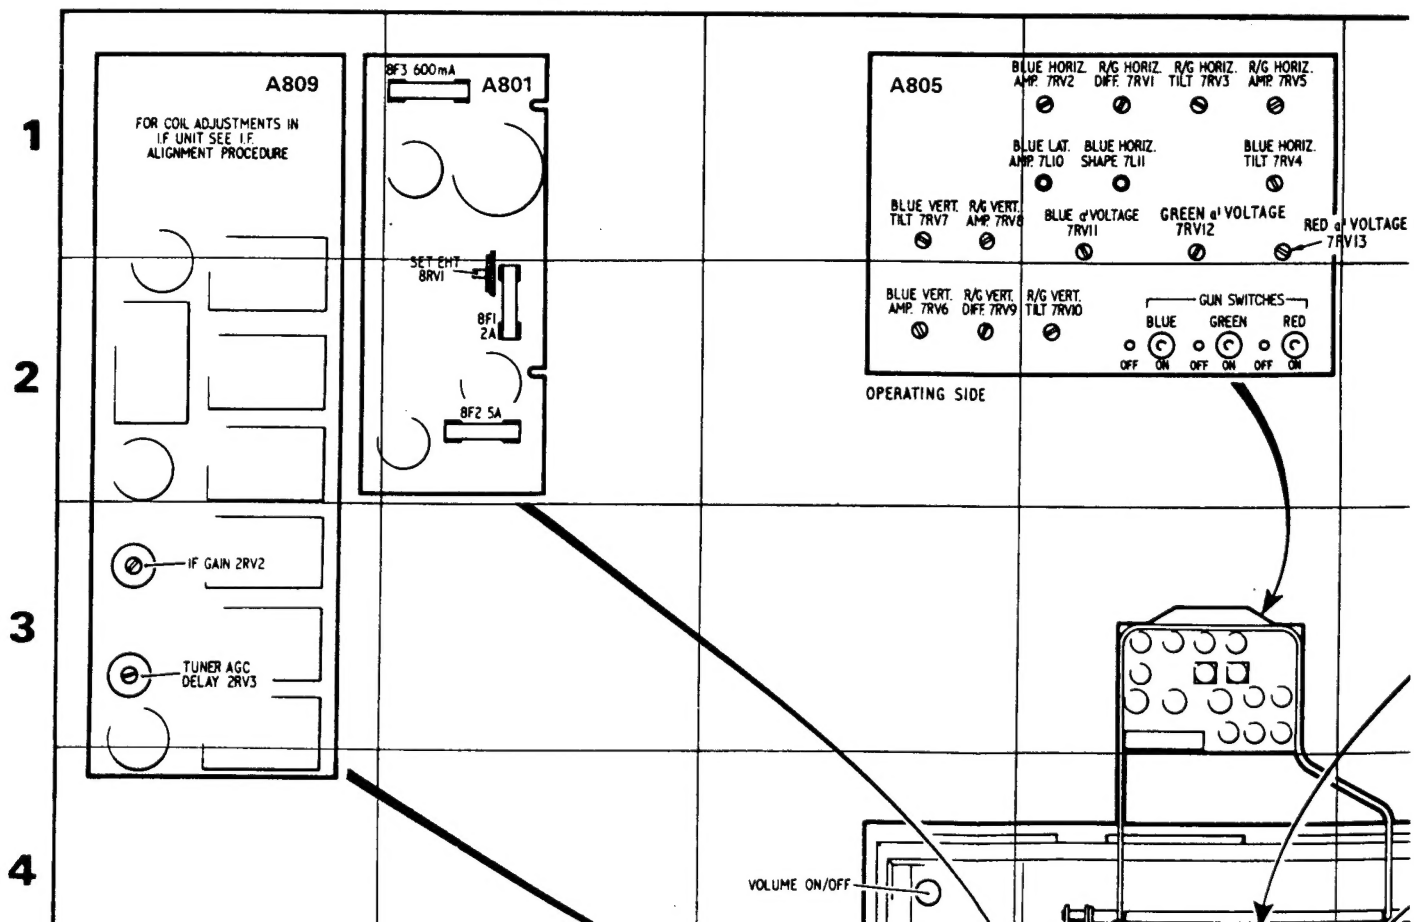 1
2
3
4
A809
FOR COIL ADJUSTMENTS IN
I.F UNIT SEE I.F.
ALIGNMENT PROCEDURE
IF GAIN 2RV2
TUNER AGC
DELAY 2RV3
8F3 600mA
A801
SET EHT
8RV1
8F1
2A
8F2 5A
A805
BLUE HORIZ.
AMP. 7RV2
R/G HORIZ.
DIFF. 7RV1
R/G HORIZ.
TILT 7RV3
R/G HORIZ.
AMP. 7RV5
BLUE LAT.
AMP. 7L10
BLUE HORIZ.
SHAPE 7L11
BLUE HORIZ.
TILT 7RV4
BLUE VERT.
TILT 7RV7
R/G VERT.
AMP. 7RV8
BLUE a' VOLTAGE
7RV11
GREEN a' VOLTAGE
7RV12
RED a' VOLTAGE
7RV13
BLUE VERT.
AMP. 7RV6
R/G VERT.
DIFF. 7RV9
R/G VERT.
TILT 7RV10
GUN SWITCHES
BLUE
GREEN
RED
OFF ON OFF ON OFF ON
OPERATING SIDE
VOLUME ON/OFF